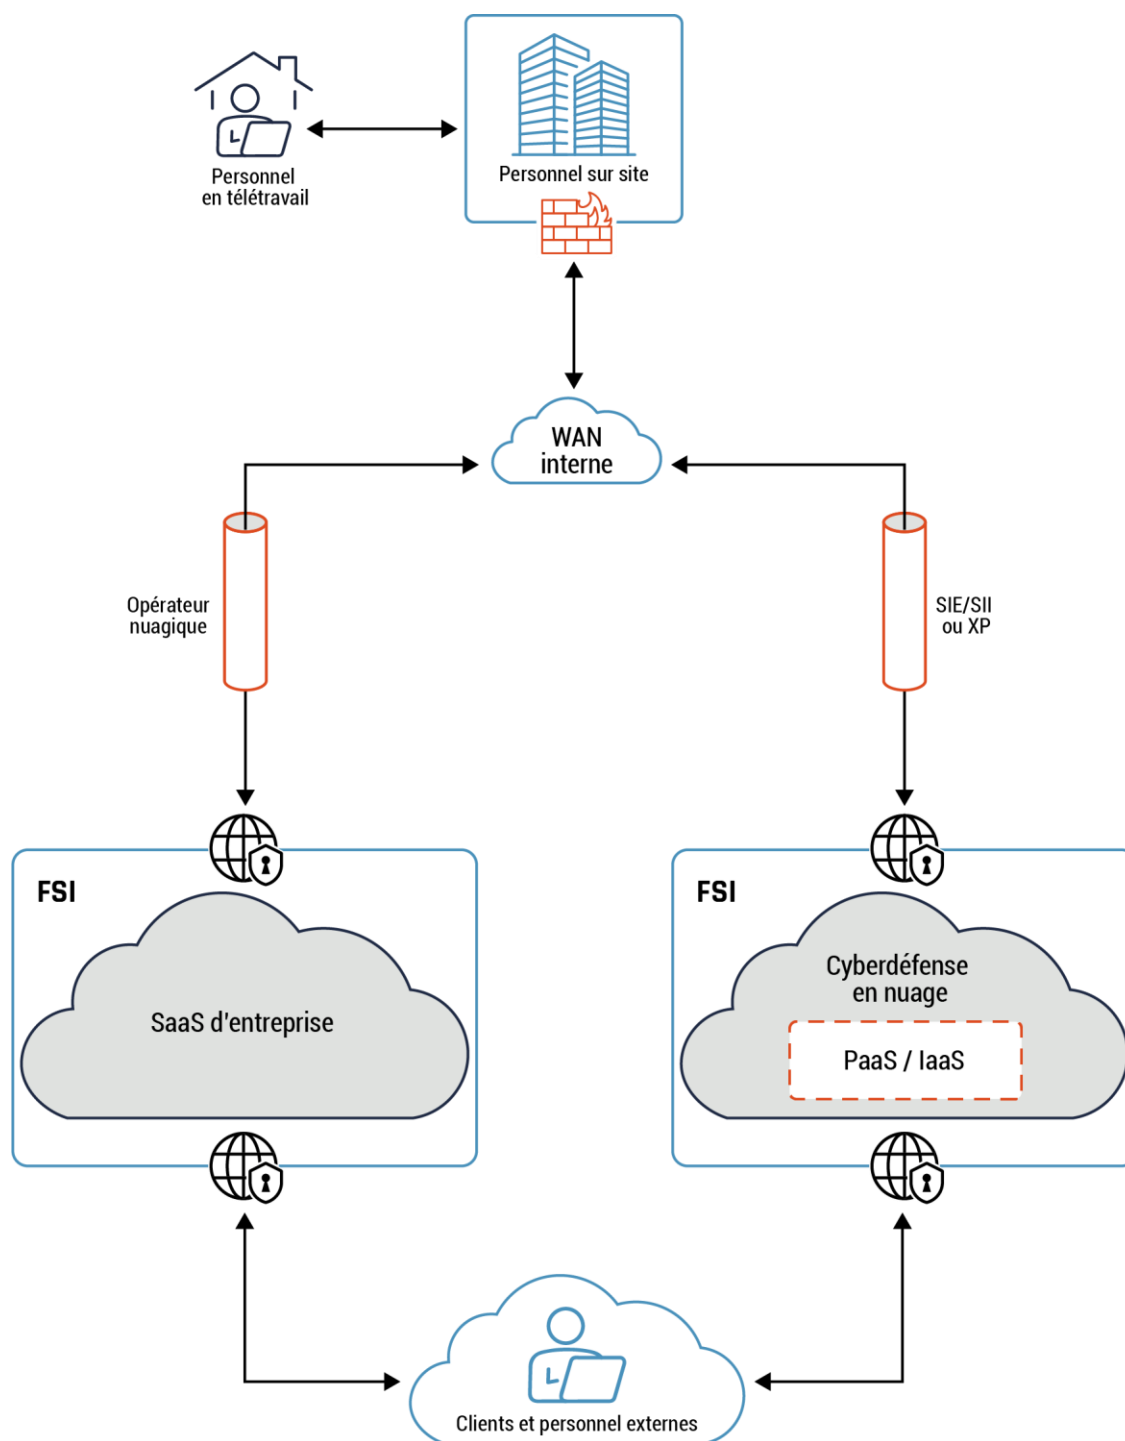 Personnel
en télétravail
Personnel sur site
WAN
interne
Opérateur
nuagique
SIE/SII
ou XP
FSI
SaaS d'entreprise
FSI
Cyberdéfense
en nuage
PaaS / IaaS
Clients et personnel externes